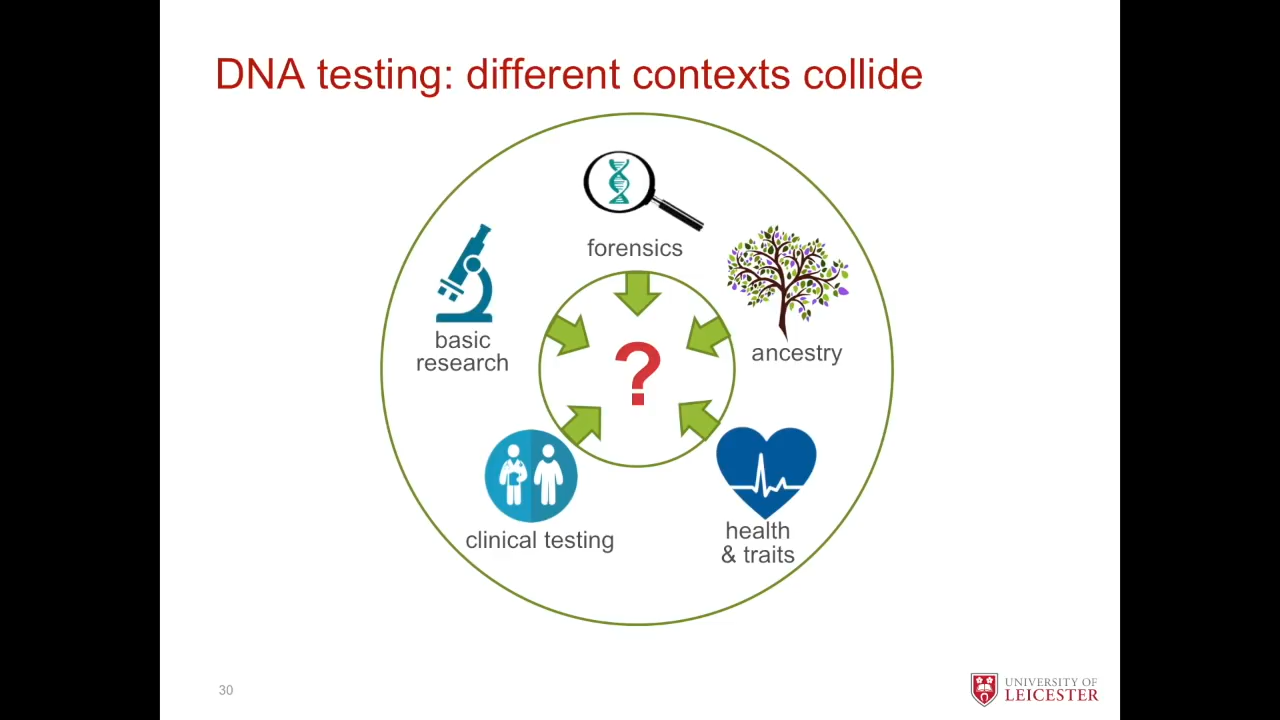 DNA testing: different contexts collide
forensics
basic
research
ancestry
?
clinical testing
health
& traits
30
UNIVERSITY OF
LEICESTER